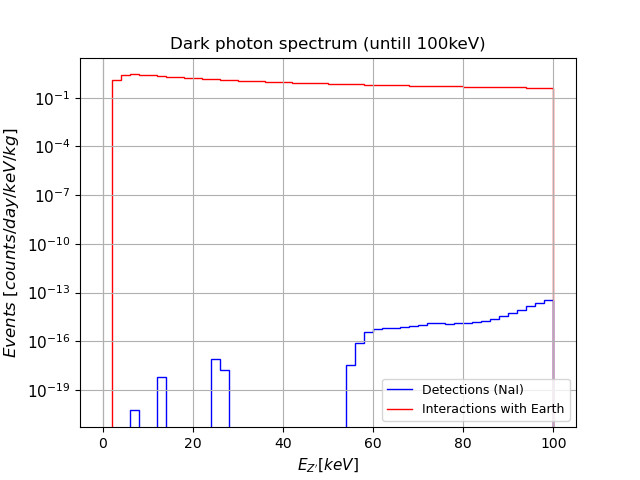 Dark photon spectrum (untill 100keV)
Events [counts/day/keV/kg]
10⁻¹
10⁻⁴
10⁻⁷
10⁻¹⁰
10⁻¹³
10⁻¹⁶
10⁻¹⁹
Detections (NaI)
Interactions with Earth
0 20 40 60 80 100
E_{Z'}[keV]